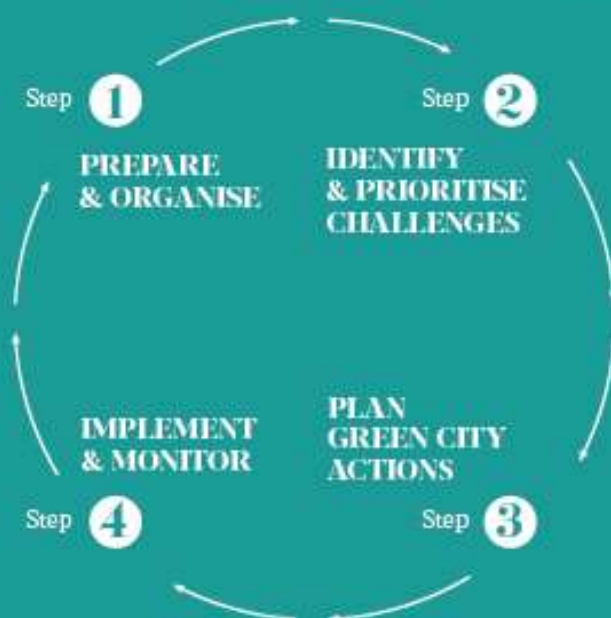 Step 1
PREPARE
& ORGANISE
Step 2
IDENTIFY
& PRIORITISE
CHALLENGES
PLAN
GREEN CITY
ACTIONS
Step 3
IMPLEMENT
& MONITOR
Step 4